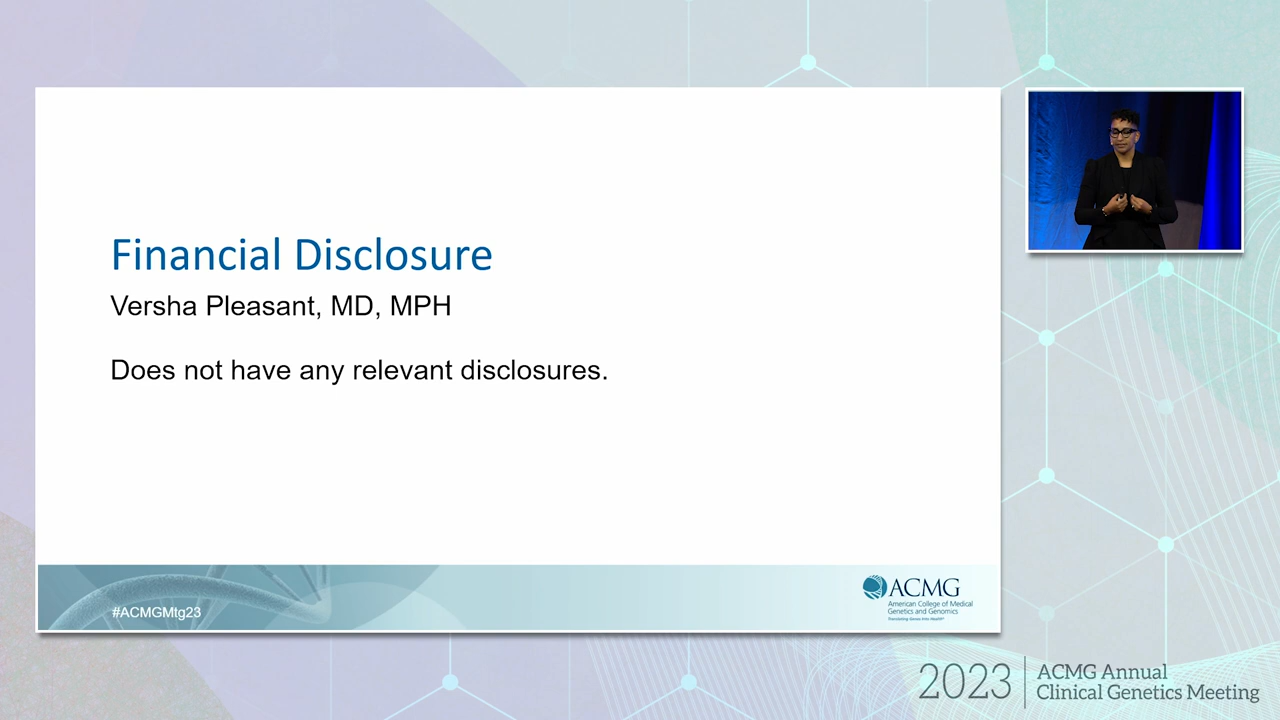 Financial Disclosure
Versha Pleasant, MD, MPH
Does not have any relevant disclosures.
#ACMGMtg23
ACMG
American College of Medical
Genetics and Genomics
Translating Genes Into Health®
2023
ACMG Annual
Clinical Genetics Meeting